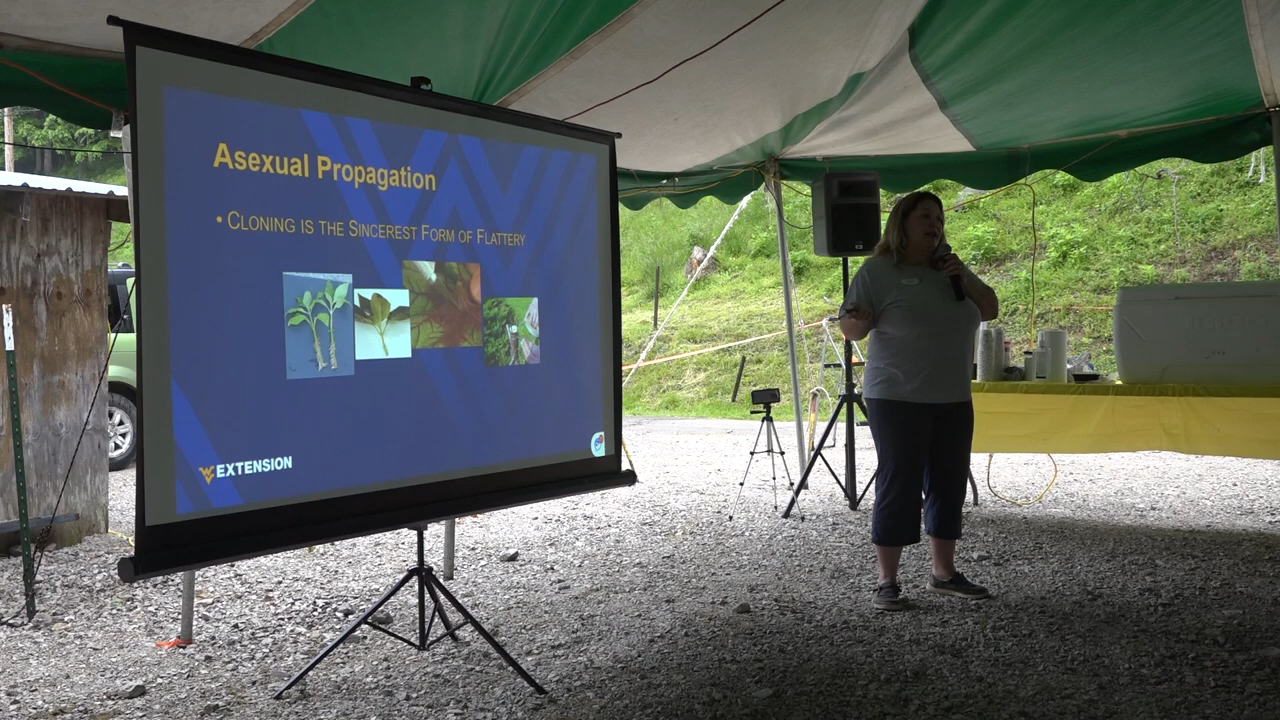 Asexual Propagation
• CLONING IS THE SINCEREST FORM OF FLATTERY
EXTENSION